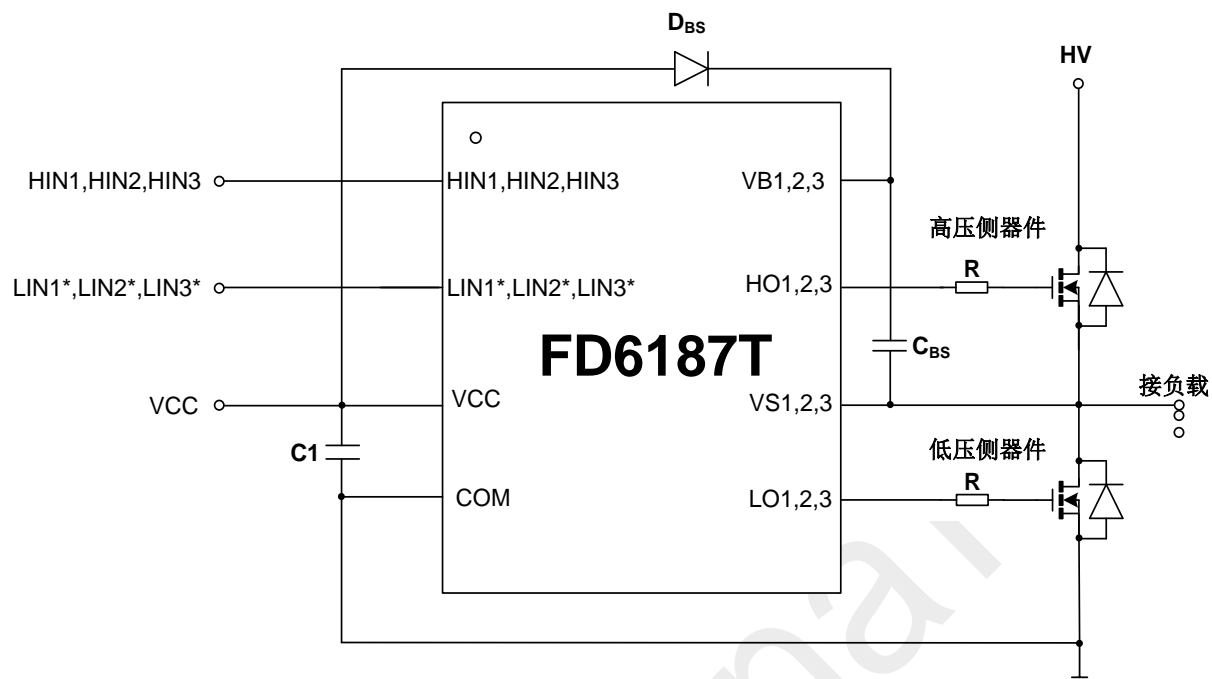 DBS
HV
HIN1,HIN2,HIN3
HIN1,HIN2,HIN3
VB1,2,3
高压侧器件
R
LIN1*,LIN2*,LIN3*
LIN1*,LIN2*,LIN3*
HO1,2,3
FD6187T
CBS
接负载
VCC
VCC
VS1,2,3
C1
低压侧器件
R
COM
LO1,2,3